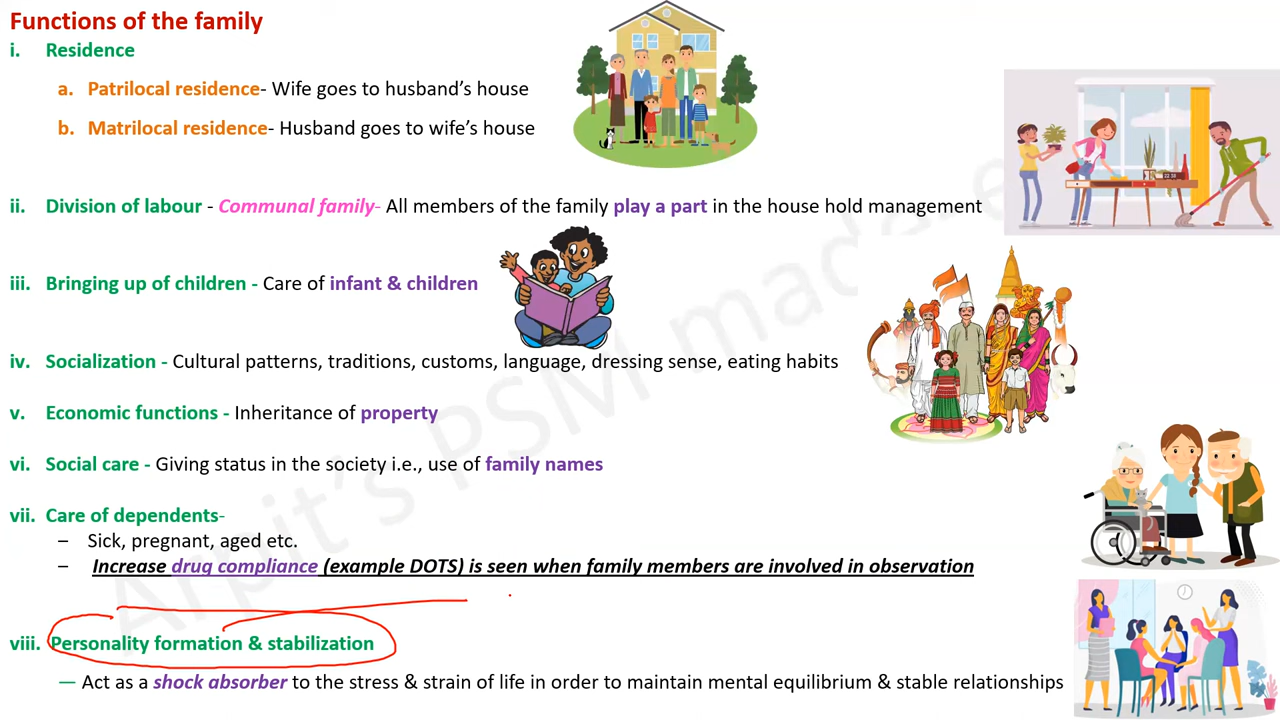 Functions of the family
i. Residence
a. Patrilocal residence- Wife goes to husband’s house
b. Matrilocal residence- Husband goes to wife’s house
ii. Division of labour - Communal family- All members of the family play a part in the house hold management
iii. Bringing up of children - Care of infant & children
iv. Socialization - Cultural patterns, traditions, customs, language, dressing sense, eating habits
v. Economic functions - Inheritance of property
vi. Social care - Giving status in the society i.e., use of family names
vii. Care of dependents-
– Sick, pregnant, aged etc.
– Increase drug compliance (example DOTS) is seen when family members are involved in observation
viii. Personality formation & stabilization
— Act as a shock absorber to the stress & strain of life in order to maintain mental equilibrium & stable relationships
Arpit´s PSM made